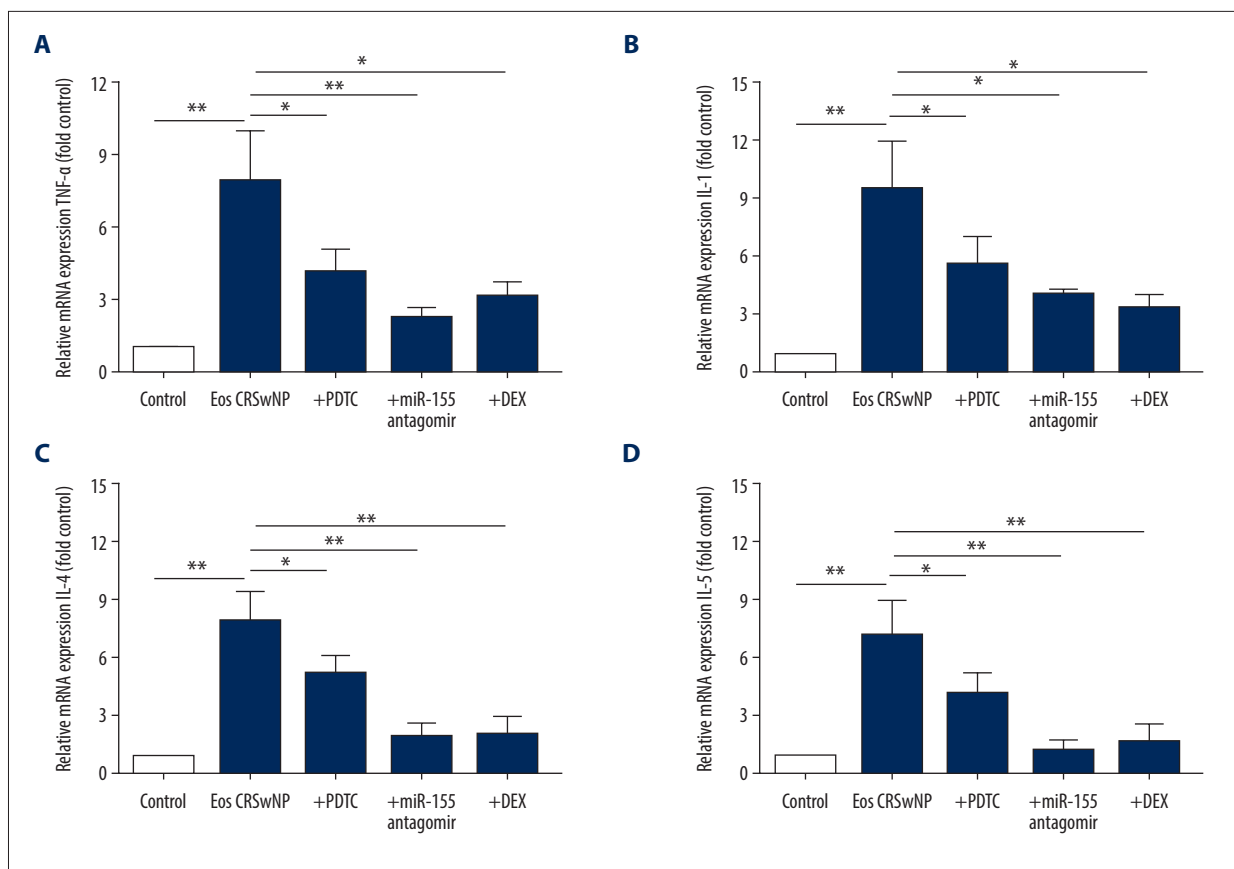 A
Relative mRNA expression TNF-α (fold control)
12
9
6
3
0
*
**
**
*
Control
Eos CRSwNP
+PDTC
+miR-155
antagomir
+DEX
B
Relative mRNA expression IL-1 (fold control)
15
12
9
6
3
0
*
*
**
*
Control
Eos CRSwNP
+PDTC
+miR-155
antagomir
+DEX
C
Relative mRNA expression IL-4 (fold control)
15
12
9
6
3
0
**
**
**
*
Control
Eos CRSwNP
+PDTC
+miR-155
antagomir
+DEX
D
Relative mRNA expression IL-5 (fold control)
15
12
9
6
3
0
**
**
**
*
Control
Eos CRSwNP
+PDTC
+miR-155
antagomir
+DEX